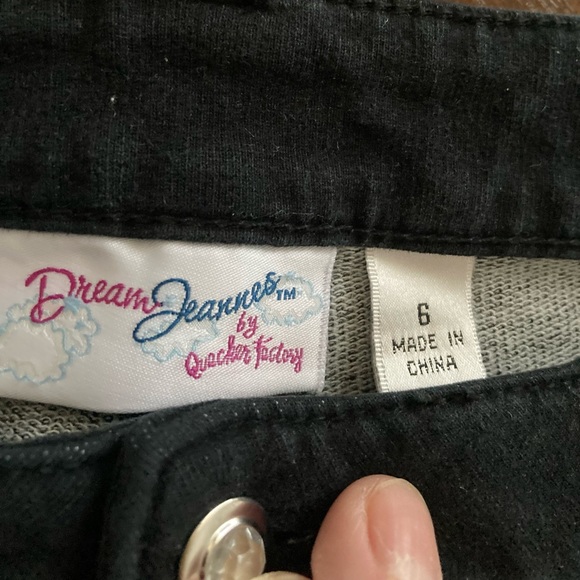 Dream Jeannes™
by
Quacker Factory
6
MADE IN
CHINA